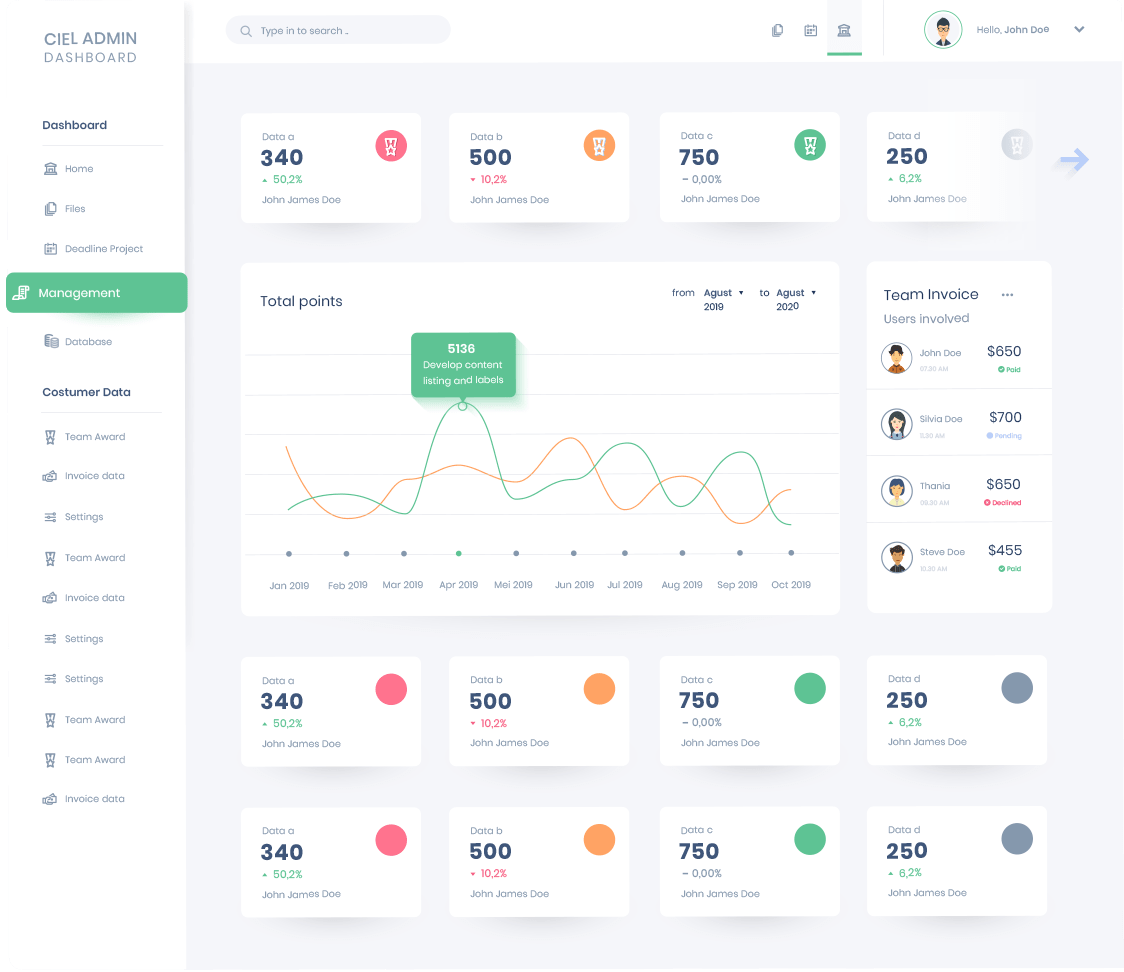 CIEL ADMIN
DASHBOARD
Type in to search ..
Hello, John Doe
Dashboard
Home
Files
Deadline Project
Management
Database
Costumer Data
Team Award
Invoice data
Settings
Team Award
Invoice data
Settings
Settings
Team Award
Team Award
Invoice data
Data a
340
50,2%
John James Doe
Data b
500
10,2%
John James Doe
Data c
750
– 0,00%
John James Doe
Data d
250
6,2%
John James Doe
Total points
from Agust 2019
to Agust 2020
5136
Develop content
listing and labels
Jan 2019 Feb 2019 Mar 2019 Apr 2019 Mei 2019 Jun 2019 Jul 2019 Aug 2019 Sep 2019 Oct 2019
Team Invoice ...
Users involved
John Doe $650
07.30 AM Paid
Silvia Doe $700
5.30 AM Pending
Thania $650
09.30 AM Declined
Steve Doe $455
10.30 AM Paid
Data a
340
50,2%
John James Doe
Data b
500
10,2%
John James Doe
Data c
750
– 0,00%
John James Doe
Data d
250
6,2%
John James Doe
Data a
340
50,2%
John James Doe
Data b
500
10,2%
John James Doe
Data c
750
– 0,00%
John James Doe
Data d
250
6,2%
John James Doe